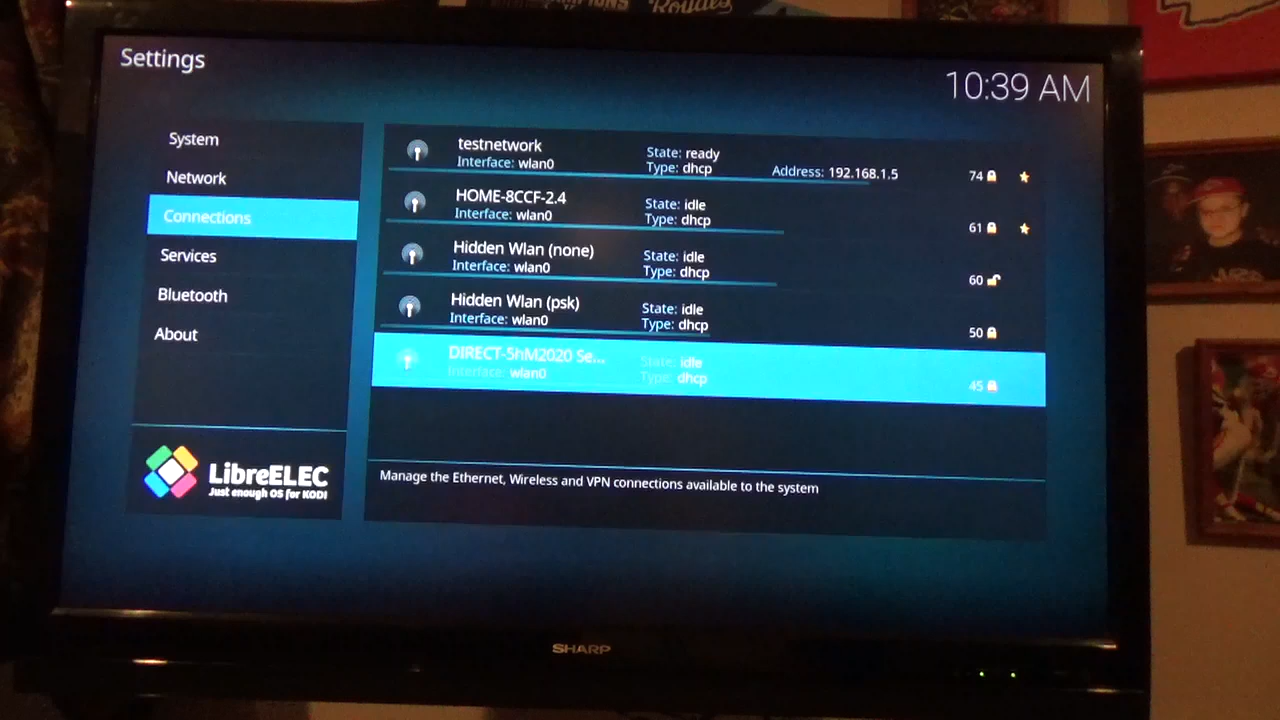 Royals
Settings
10:39 AM
System
Network
Connections
Services
Bluetooth
About
testnetwork
Interface: wlan0
State: ready
Type: dhcp
Address: 192.168.1.5
74
HOME-8CCF-2.4
Interface: wlan0
State: idle
Type: dhcp
61
Hidden Wlan (none)
Interface: wlan0
State: idle
Type: dhcp
60
Hidden Wlan (psk)
Interface: wlan0
State: idle
Type: dhcp
50
DIRECT-5hM2020 Se...
Interface: wlan0
State: idle
Type: dhcp
45
LibreELEC
Just enough OS for KODI
Manage the Ethernet, Wireless and VPN connections available to the system
SHARP